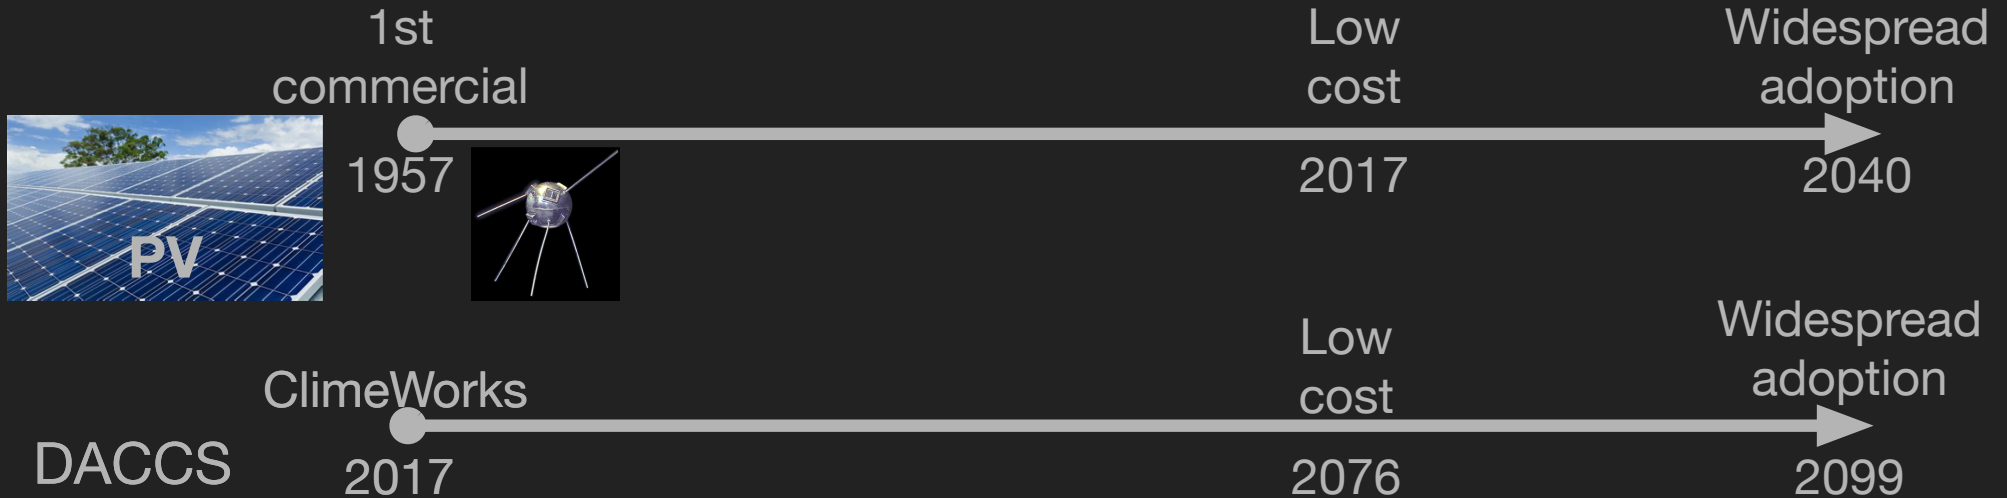 1st
commercial
Low
cost
Widespread
adoption
1957
2017
2040
PV
ClimeWorks
Low
cost
Widespread
adoption
DACCS
2017
2076
2099